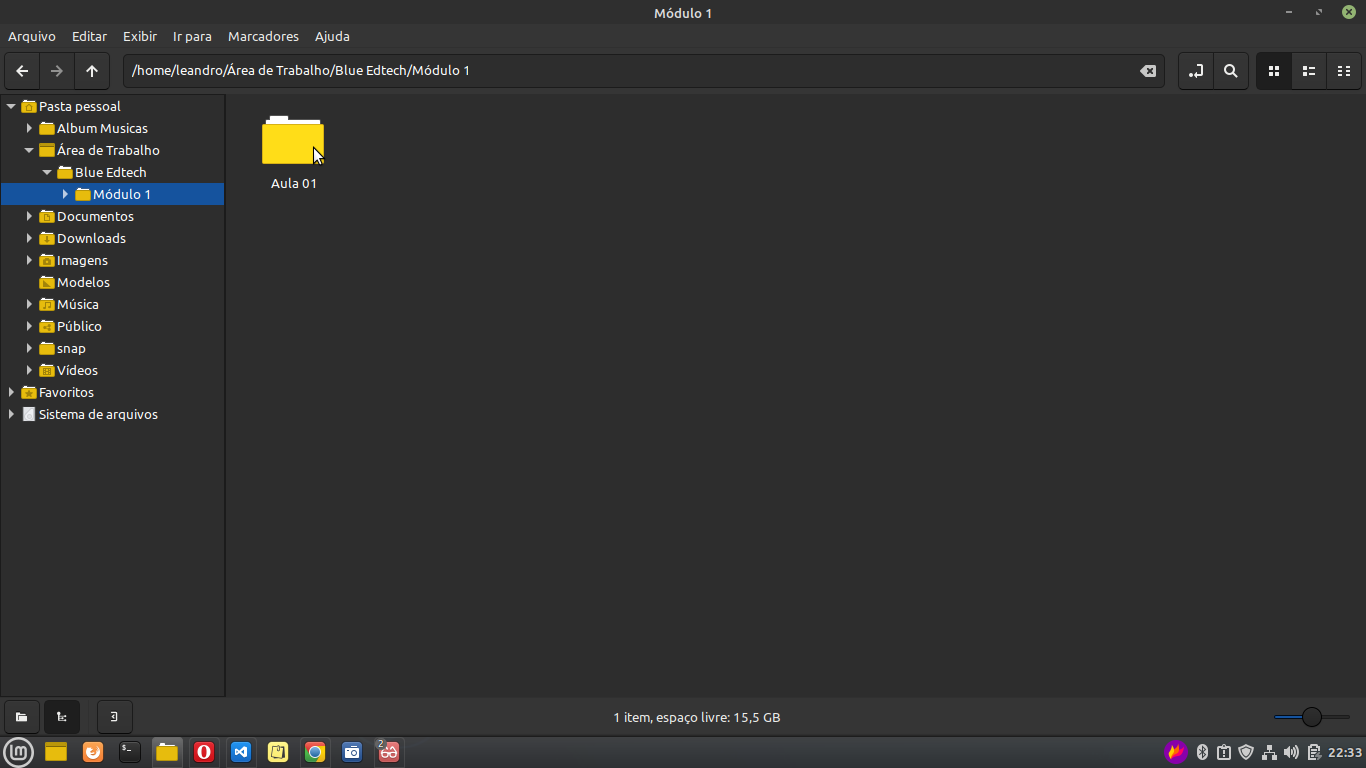 Módulo 1
Arquivo Editar Exibir Ir para Marcadores Ajuda
/home/leandro/Área de Trabalho/Blue Edtech/Módulo 1
Pasta pessoal
Album Musicas
Área de Trabalho
Blue Edtech
Módulo 1
Documentos
Downloads
Imagens
Modelos
Música
Público
snap
Vídeos
Favoritos
Sistema de arquivos
Aula 01
1 item, espaço livre: 15,5 GB
2
22:33